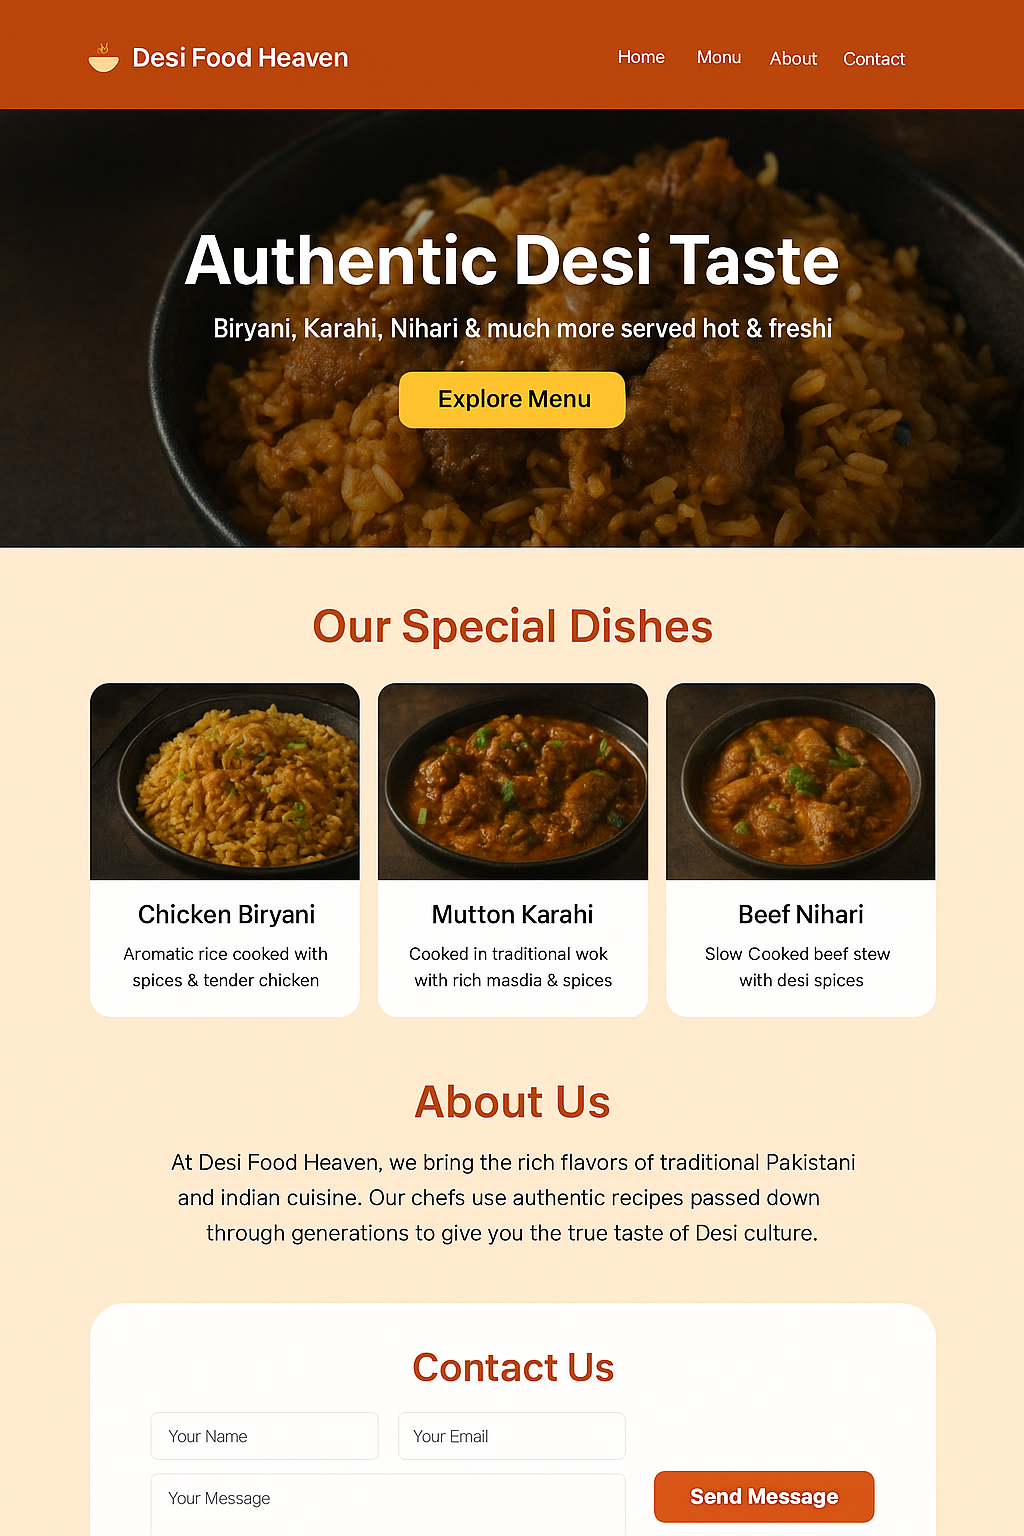 Desi Food Heaven
Home Monu About Contact
Authentic Desi Taste
Biryani, Karahi, Nihari & much more served hot & freshi
Explore Menu
Our Special Dishes
Chicken Biryani
Aromatic rice cooked with
spices & tender chicken
Mutton Karahi
Cooked in traditional wok
with rich masdia & spices
Beef Nihari
Slow Cooked beef stew
with desi spices
About Us
At Desi Food Heaven, we bring the rich flavors of traditional Pakistani
and indian cuisine. Our chefs use authentic recipes passed down
through generations to give you the true taste of Desi culture.
Contact Us
Your Name
Your Email
Your Message
Send Message